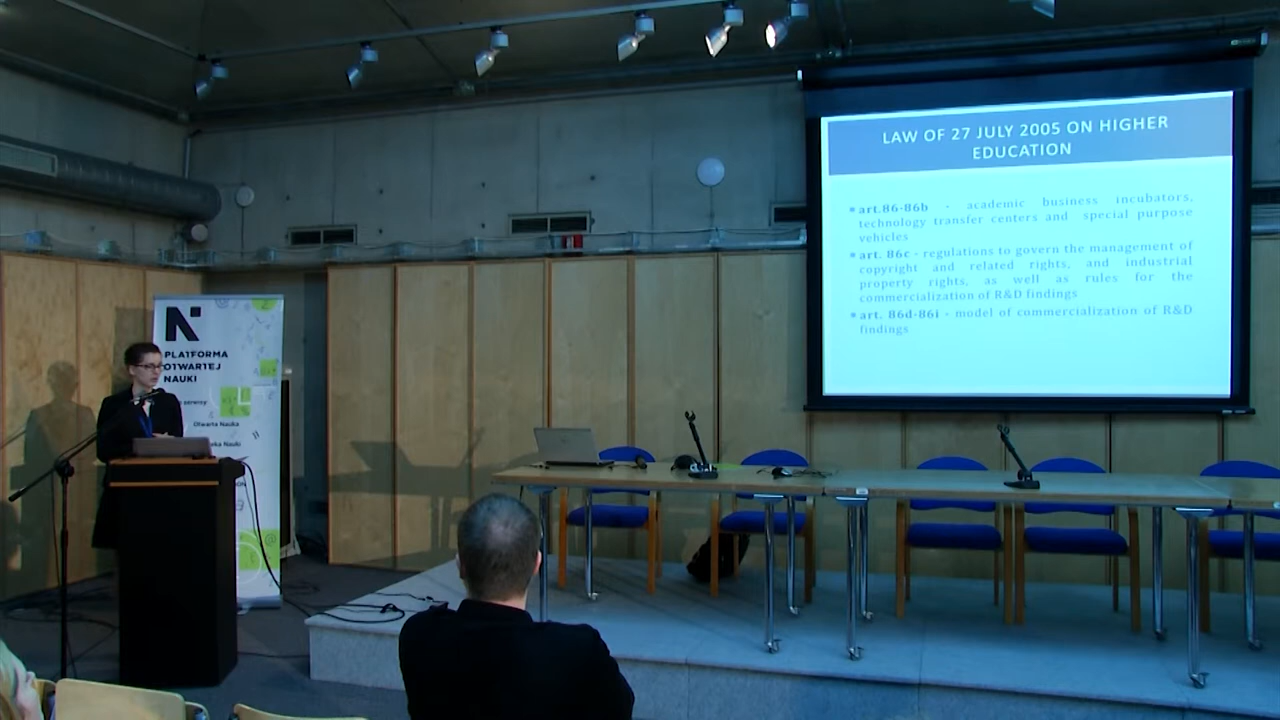 LAW OF 27 JULY 2005 ON HIGHER
EDUCATION
art.86-86b - academic business incubators,
technology transfer centers and special purpose
vehicles
art. 86c - regulations to govern the management of
copyright and related rights, and industrial
property rights, as well as rules for the
commercialization of R&D findings
art. 86d-86i - model of commercialization of R&D
findings
N
PLATFORMA
OTWARTEJ
NAUKI
serwisy
Otwarta Nauka
Nauki